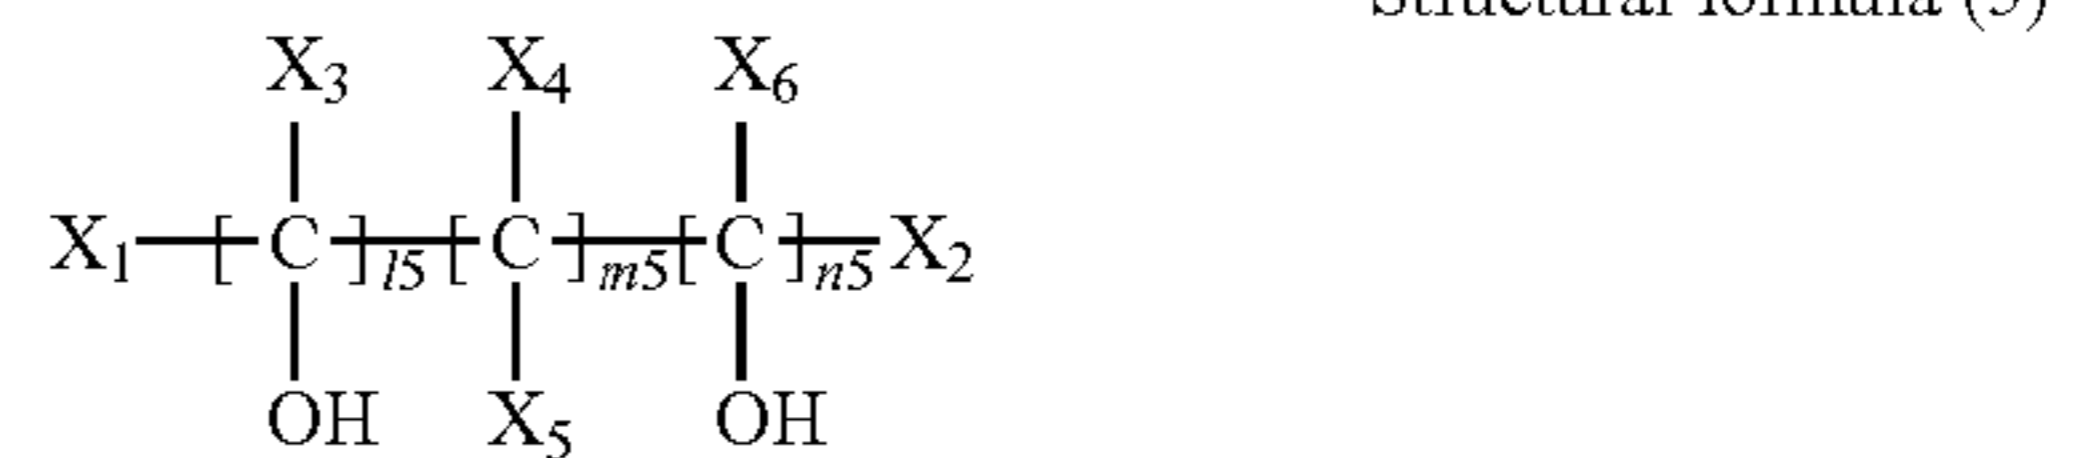 Structural formula (5)
X₃ X₄ X₆
X₁—[C]l5[C]m5[C]n5 X₂
OH X₅ OH